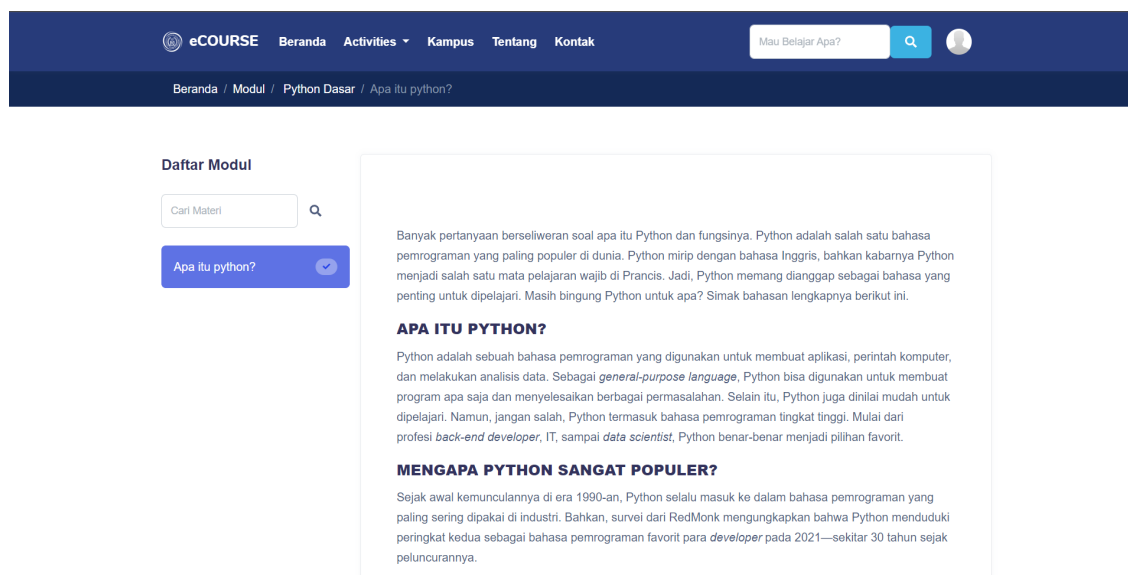 eCOURSE Beranda Activities Kampus Tentang Kontak Mau Belajar Apa?
Beranda / Modul / Python Dasar / Apa itu python?
Daftar Modul
Cari Materi
Apa itu python?
Banyak pertanyaan berseliweran soal apa itu Python dan fungsinya. Python adalah salah satu bahasa
pemrograman yang paling populer di dunia. Python mirip dengan bahasa Inggris, bahkan kabarnya Python
menjadi salah satu mata pelajaran wajib di Prancis. Jadi, Python memang dianggap sebagai bahasa yang
penting untuk dipelajari. Masih bingung Python untuk apa? Simak bahasan lengkapnya berikut ini.
APA ITU PYTHON?
Python adalah sebuah bahasa pemrograman yang digunakan untuk membuat aplikasi, perintah komputer,
dan melakukan analisis data. Sebagai general-purpose language, Python bisa digunakan untuk membuat
program apa saja dan menyelesaikan berbagai permasalahan. Selain itu, Python juga dinilai mudah untuk
dipelajari. Namun, jangan salah, Python termasuk bahasa pemrograman tingkat tinggi. Mulai dari
profesi back-end developer, IT, sampai data scientist, Python benar-benar menjadi pilihan favorit.
MENGAPA PYTHON SANGAT POPULER?
Sejak awal kemunculannya di era 1990-an, Python selalu masuk ke dalam bahasa pemrograman yang
paling sering dipakai di industri. Bahkan, survei dari RedMonk mengungkapkan bahwa Python menduduki
peringkat kedua sebagai bahasa pemrograman favorit para developer pada 2021—sekitar 30 tahun sejak
peluncurannya.